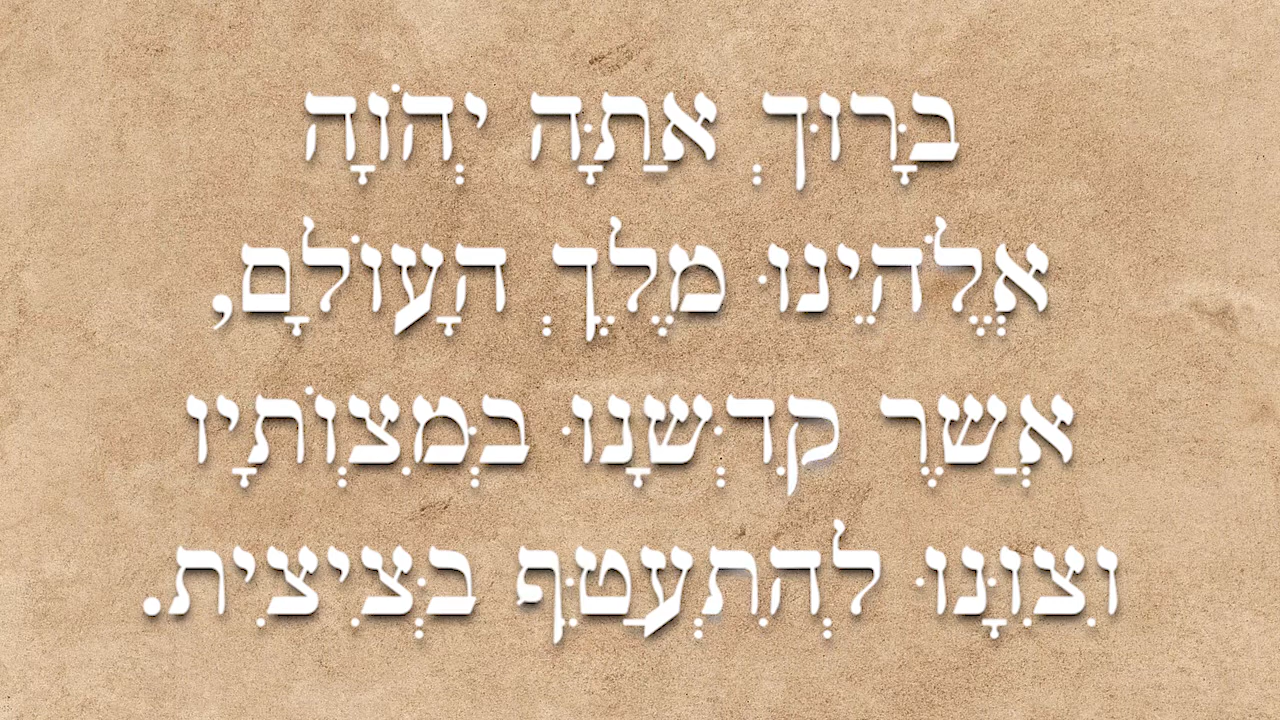 בָּרוּךְ אַתָּה יְהֹוָה
אֱלֹהֵינוּ מֶלֶךְ הָעוֹלָם,
אֲשֶׁר קִדְּשָׁנוּ בְּמִצְוֹתָיו
וִצִוָּנוּ לְהִתְעַטֵּף בְּצִיצִית.